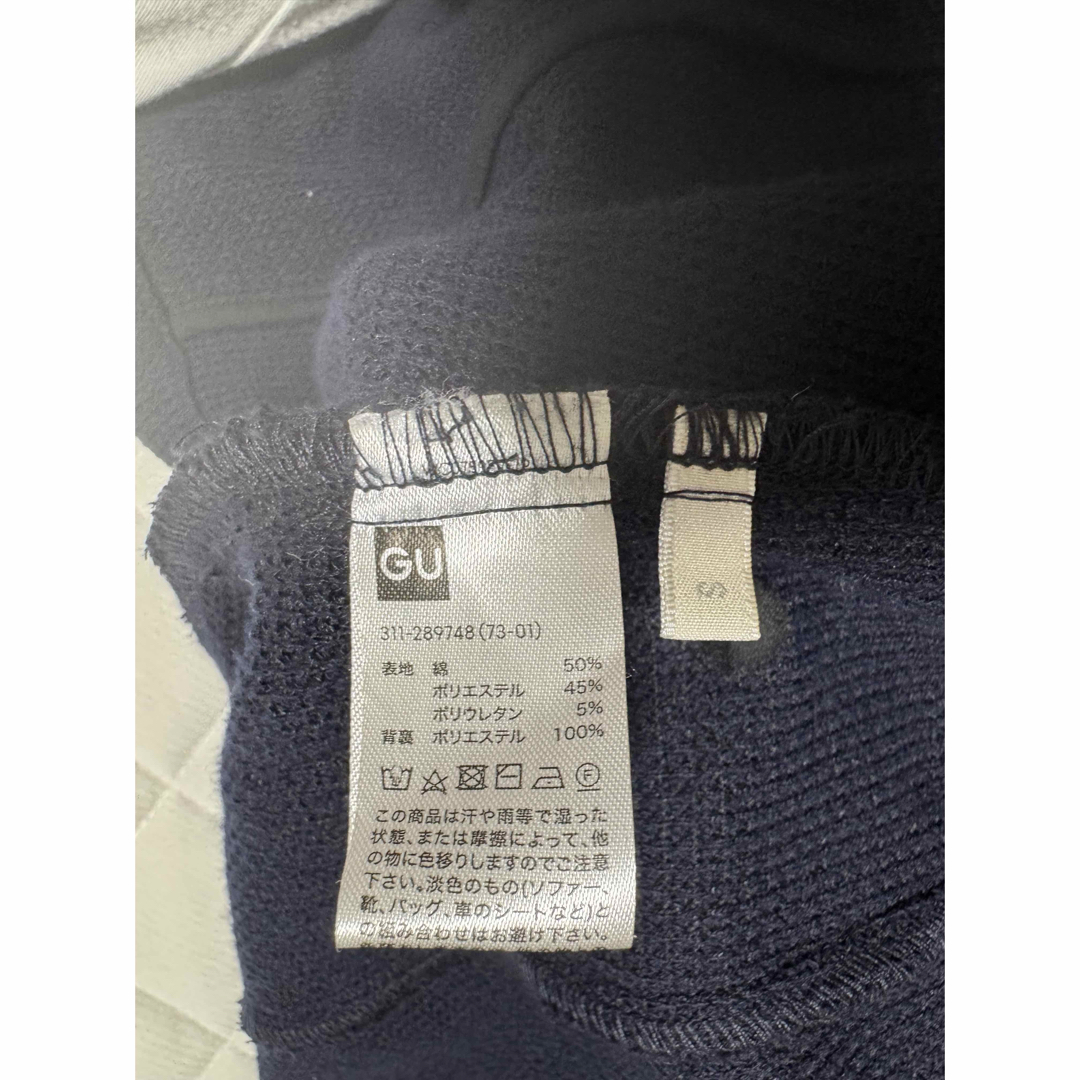 GU
311-289748 (73-01)
表地 綿 50%
ポリエステル 45%
ポリウレタン 5%
背裏 ポリエステル 100%
F
この商品は汗や雨等で湿った
状態、または摩擦によって、他
の物に色移りしますのでご注意
下さい。淡色のもの(ソファー、
靴、バッグ、車のシートなど)と
の組み合わせはお避け下さい。
S